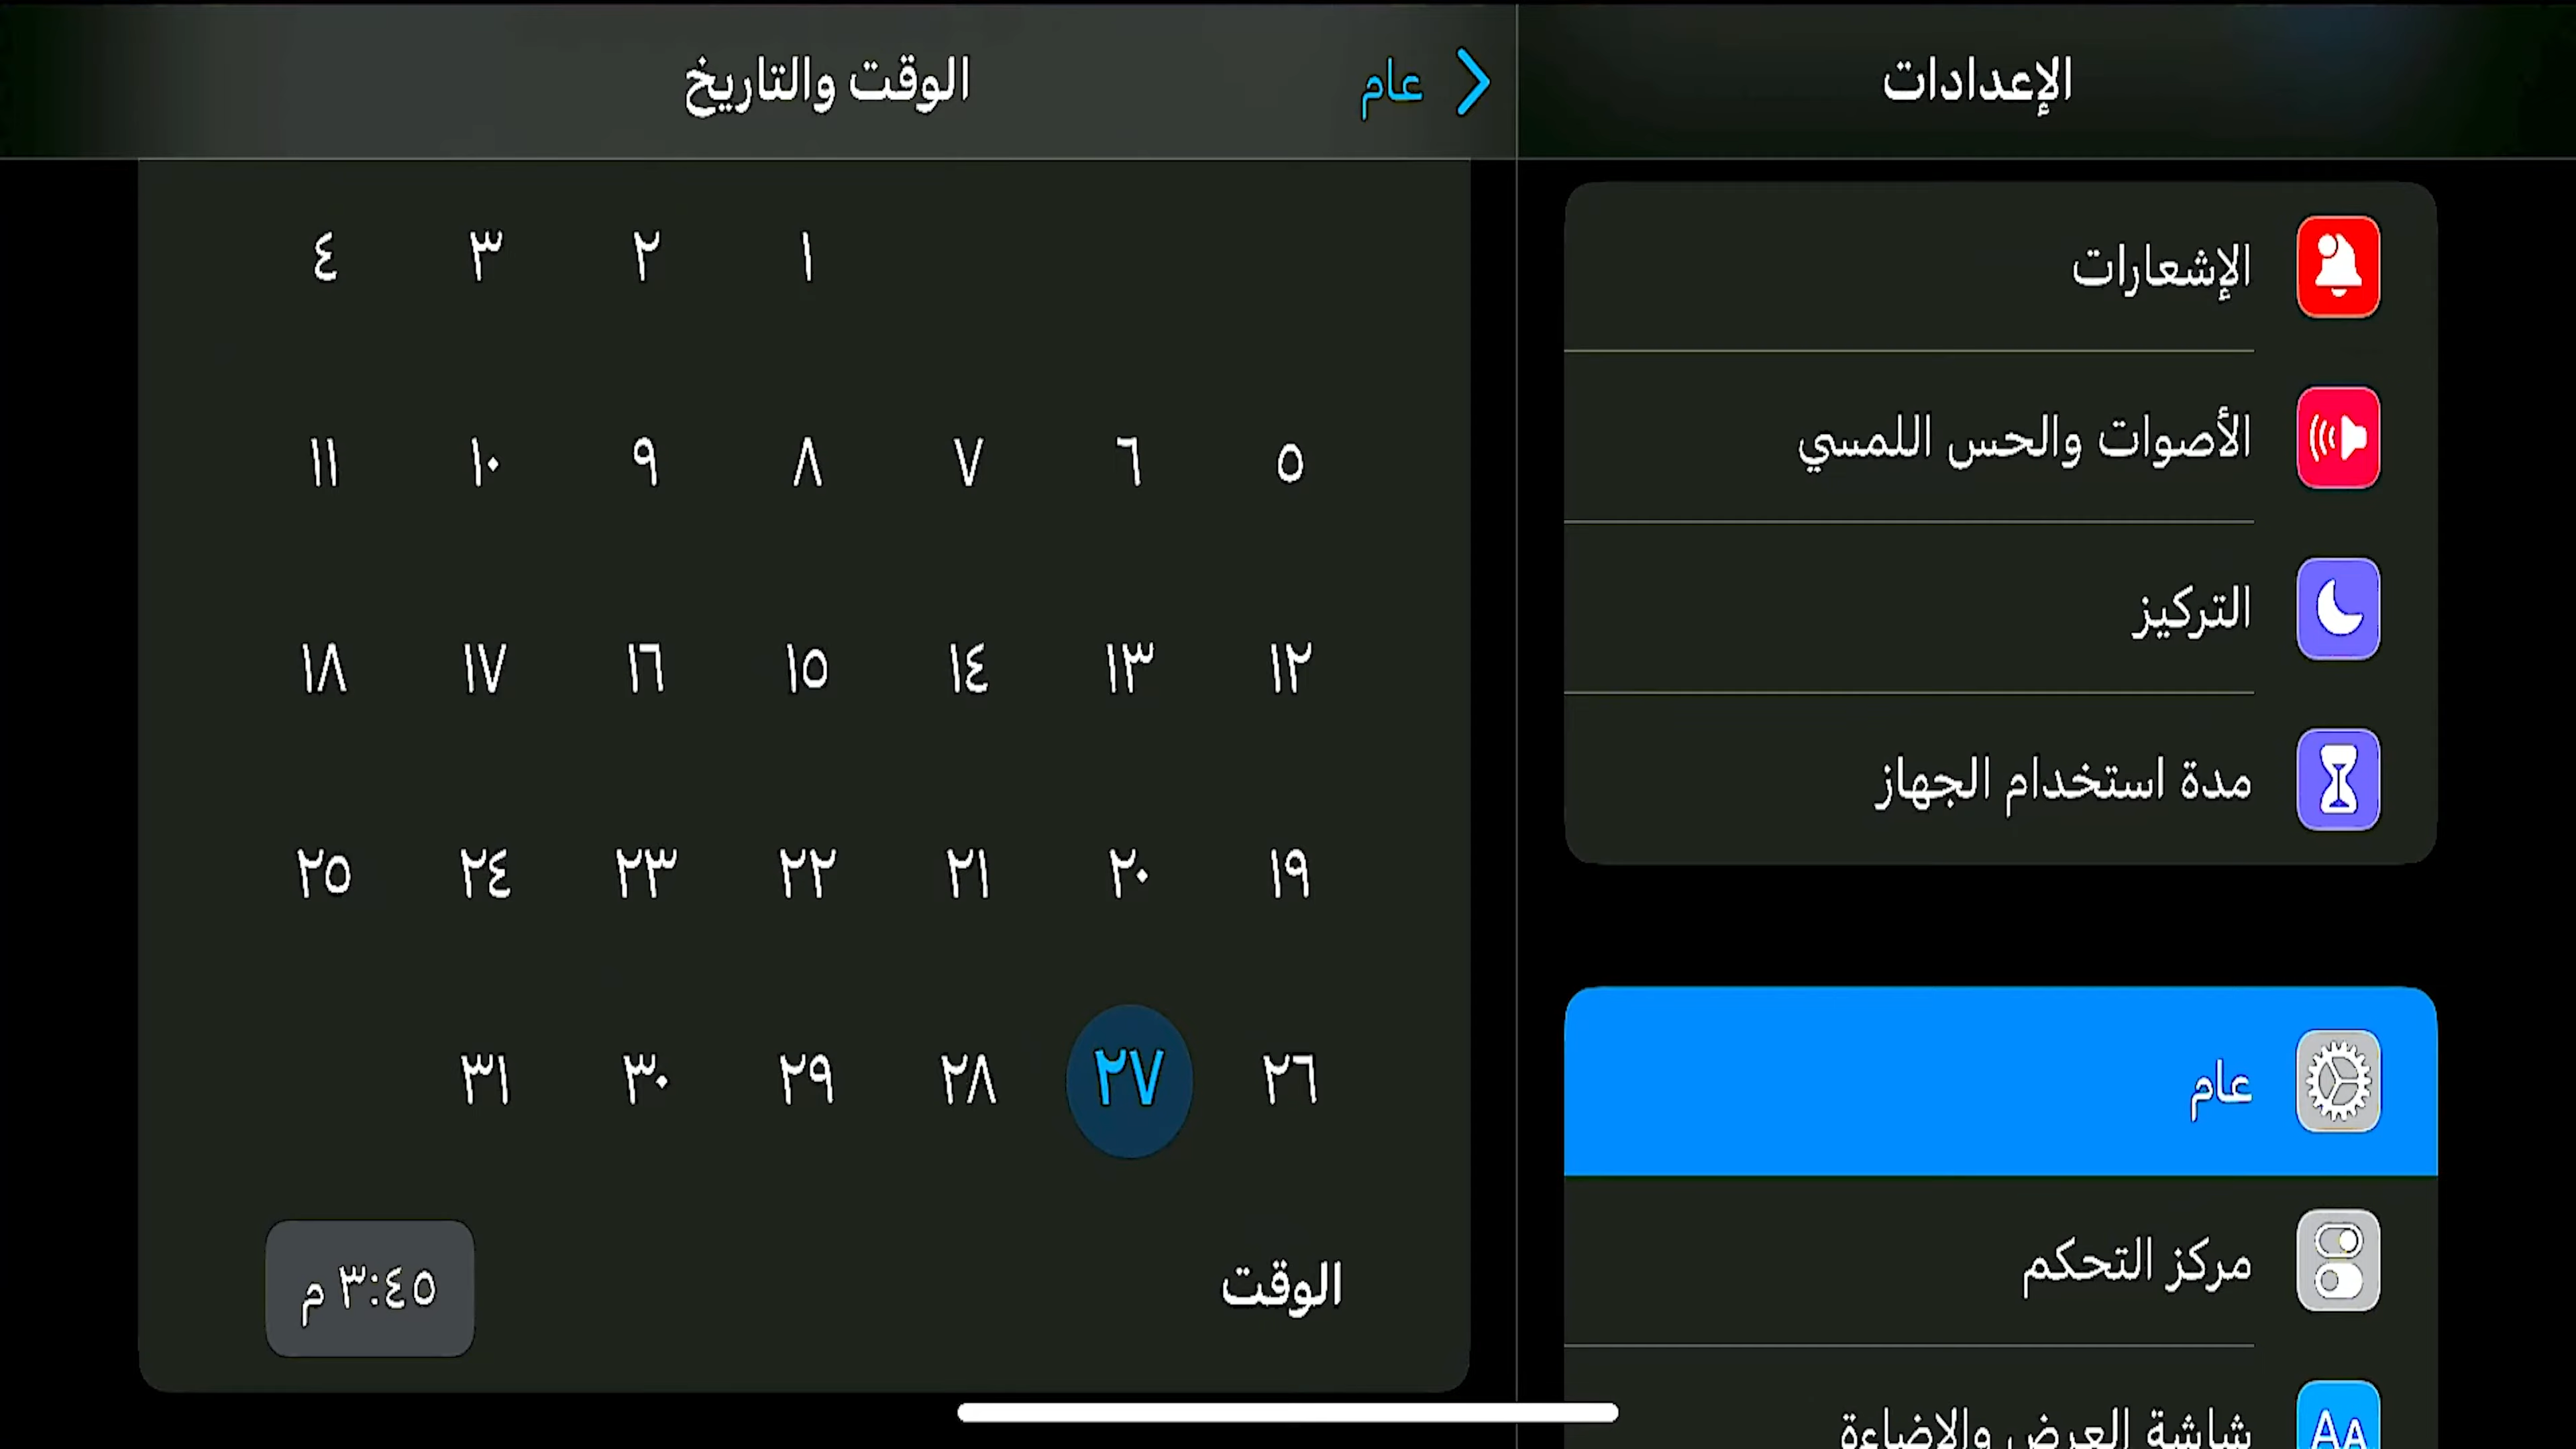 الإعدادات
الإشعارات
الأصوات والحس اللمسي
التركيز
مدة استخدام الجهاز
عام
مركز التحكم
شاشة العرض والإضاءة
عام
الوقت والتاريخ
١ ٢ ٣ ٤
٥ ٦ ٧ ٨ ٩ ١٠ ١١
١٢ ١٣ ١٤ ١٥ ١٦ ١٧ ١٨
١٩ ٢٠ ٢١ ٢٢ ٢٣ ٢٤ ٢٥
٢٦ ٢٧ ٢٨ ٢٩ ٣٠ ٣١
الوقت ٣:٤٥ م
AA